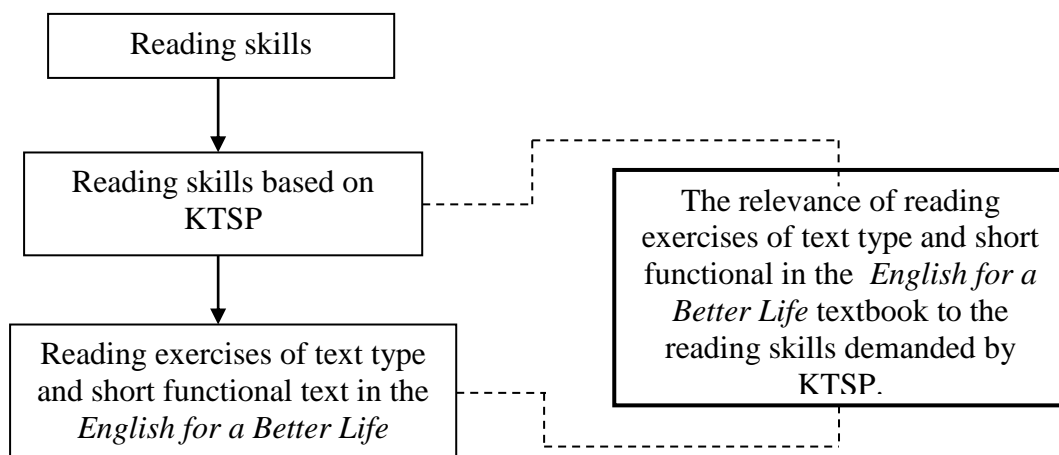 Reading skills
Reading skills based on
KTSP
Reading exercises of text type
and short functional text in the
English for a Better Life
The relevance of reading
exercises of text type and short
functional in the English for a
Better Life textbook to the
reading skills demanded by
KTSP.